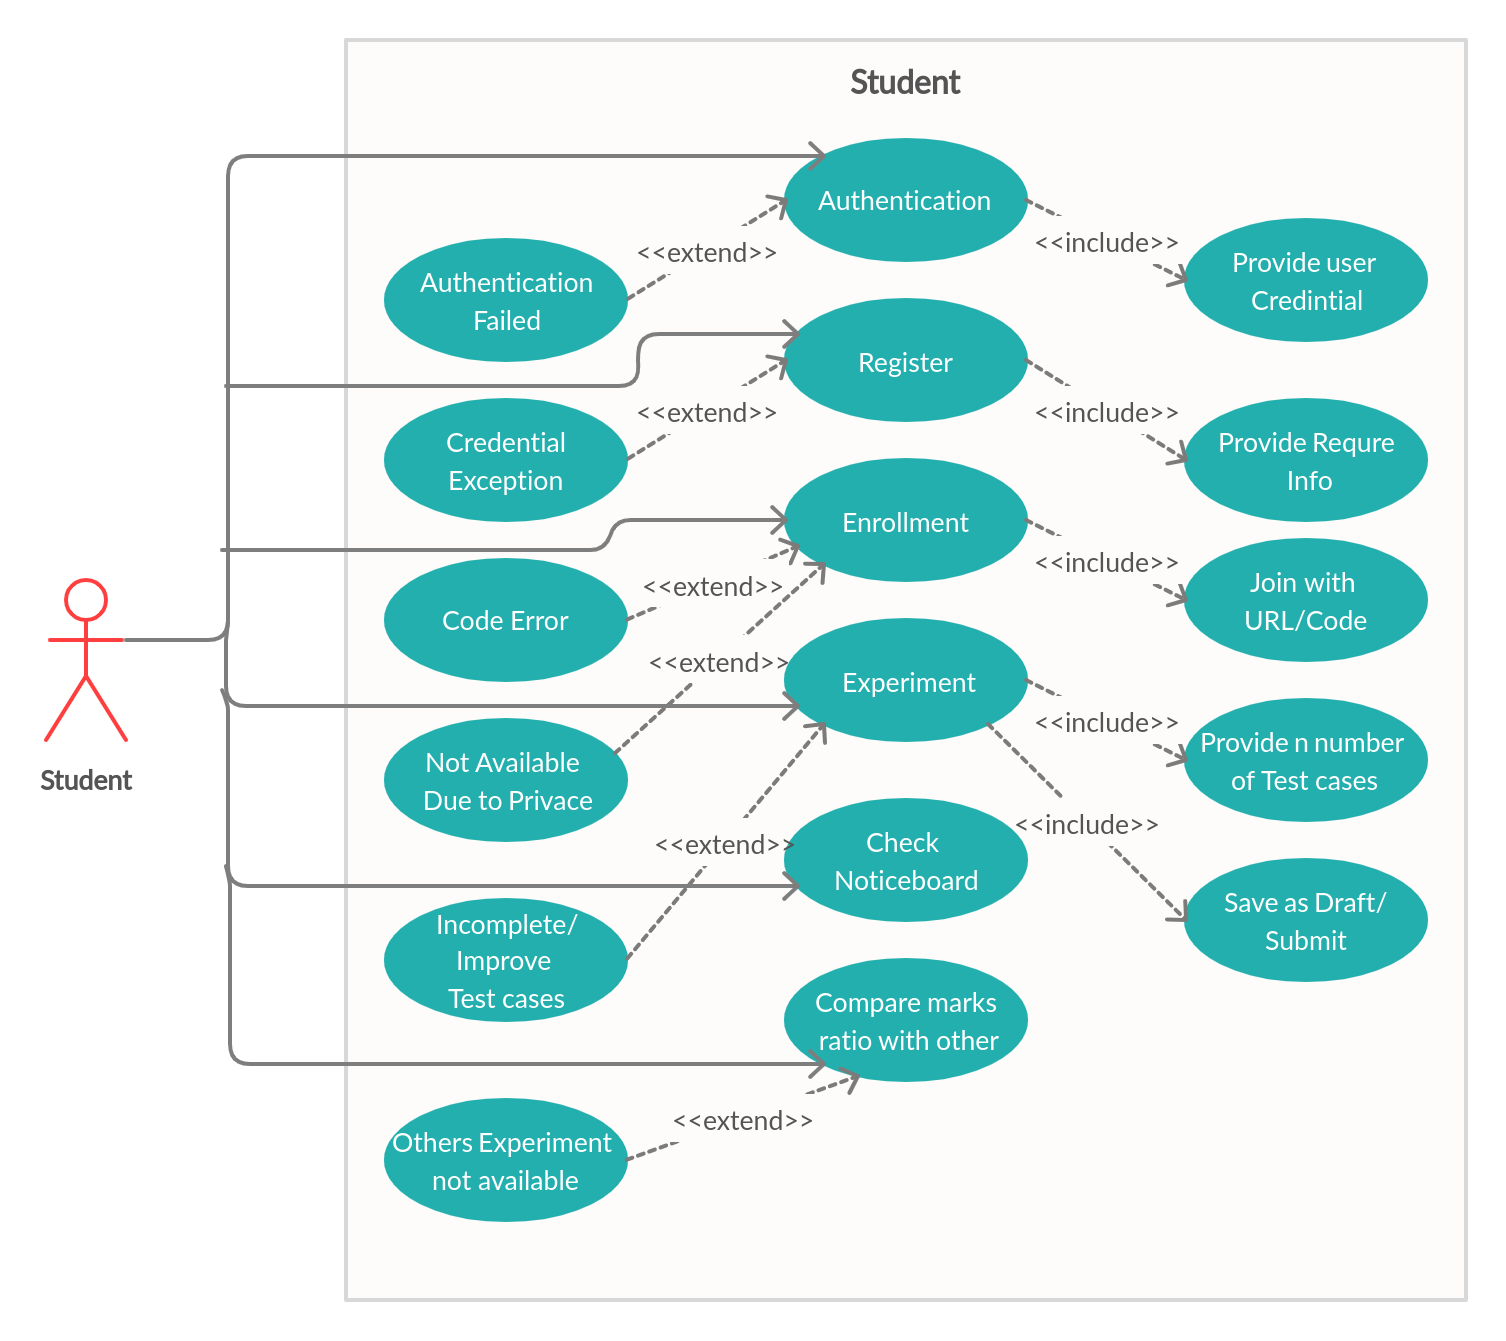 Student
Authentication
<<extend>>
<<include>>
Authentication
Failed
Provide user
Credintial
Register
<<extend>>
<<include>>
Credential
Exception
Provide Requre
Info
Enrollment
<<extend>>
<<include>>
Code Error
Join with
URL/Code
<<extend>>
Experiment
<<include>>
Not Available
Due to Privace
Provide n number
of Test cases
Student
<<extend>>
<<include>>
Check
Noticeboard
Incomplete/
Improve
Test cases
Save as Draft/
Submit
Compare marks
ratio with other
<<extend>>
Others Experiment
not available